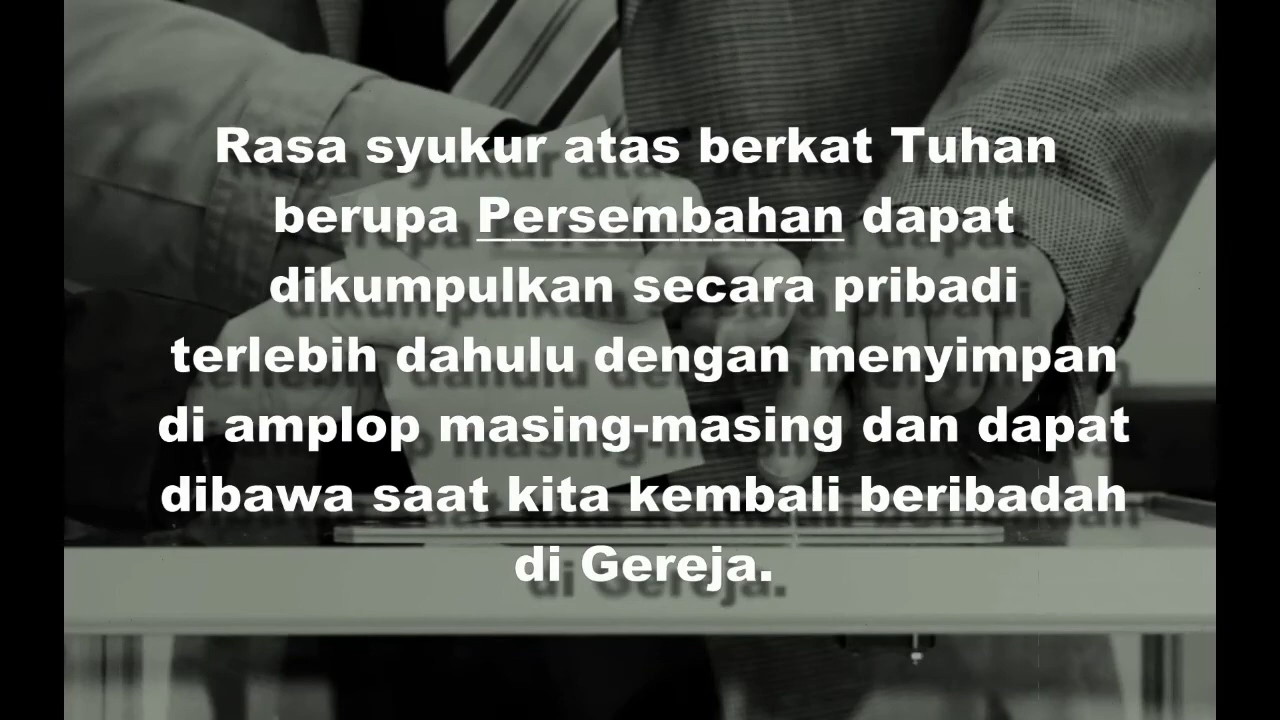 Rasa syukur atas berkat Tuhan
berupa Persembahan dapat
dikumpulkan secara pribadi
terlebih dahulu dengan menyimpan
di amplop masing-masing dan dapat
dibawa saat kita kembali beribadah
di Gereja.